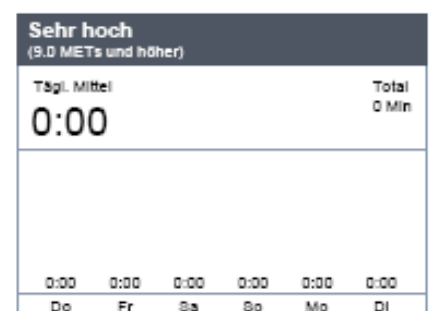 Sehr hoch
(9.0 METs und höher)
Tägl. Mittel Total
0:00 0 Min
0:00 0:00 0:00 0:00 0:00 0:00
Do Fr Sa So Mo Di